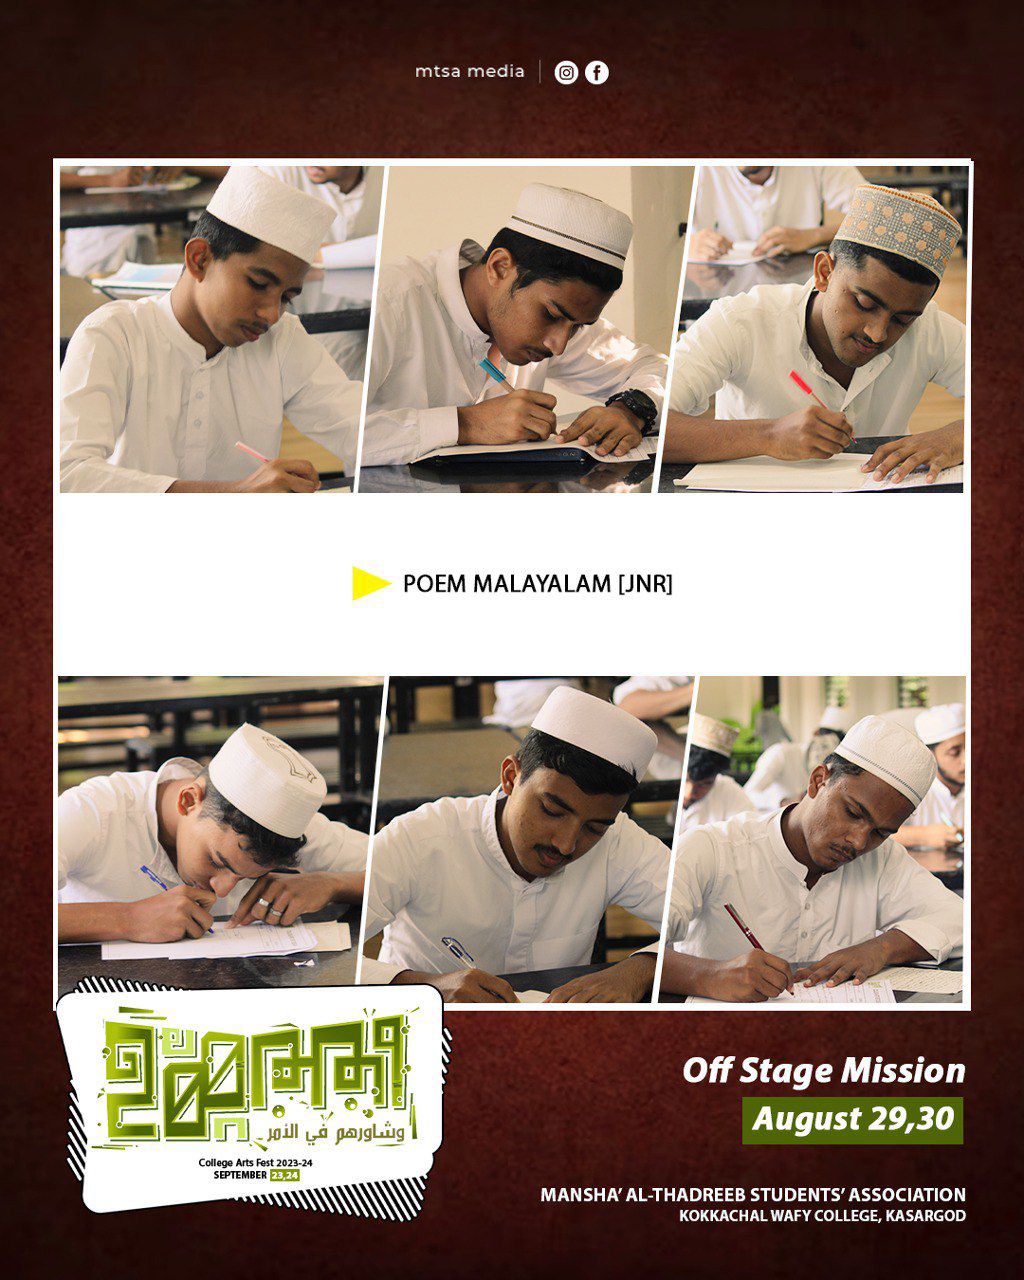 mtsa media
POEM MALAYALAM [JNR]
وشاورهم في الأمر
College Arts Fest 2023-24
SEPTEMBER 23,24
Off Stage Mission
August 29,30
MANSHA’ AL-THADREEB STUDENTS’ ASSOCIATION
KOKKACHAL WAFY COLLEGE, KASARGOD